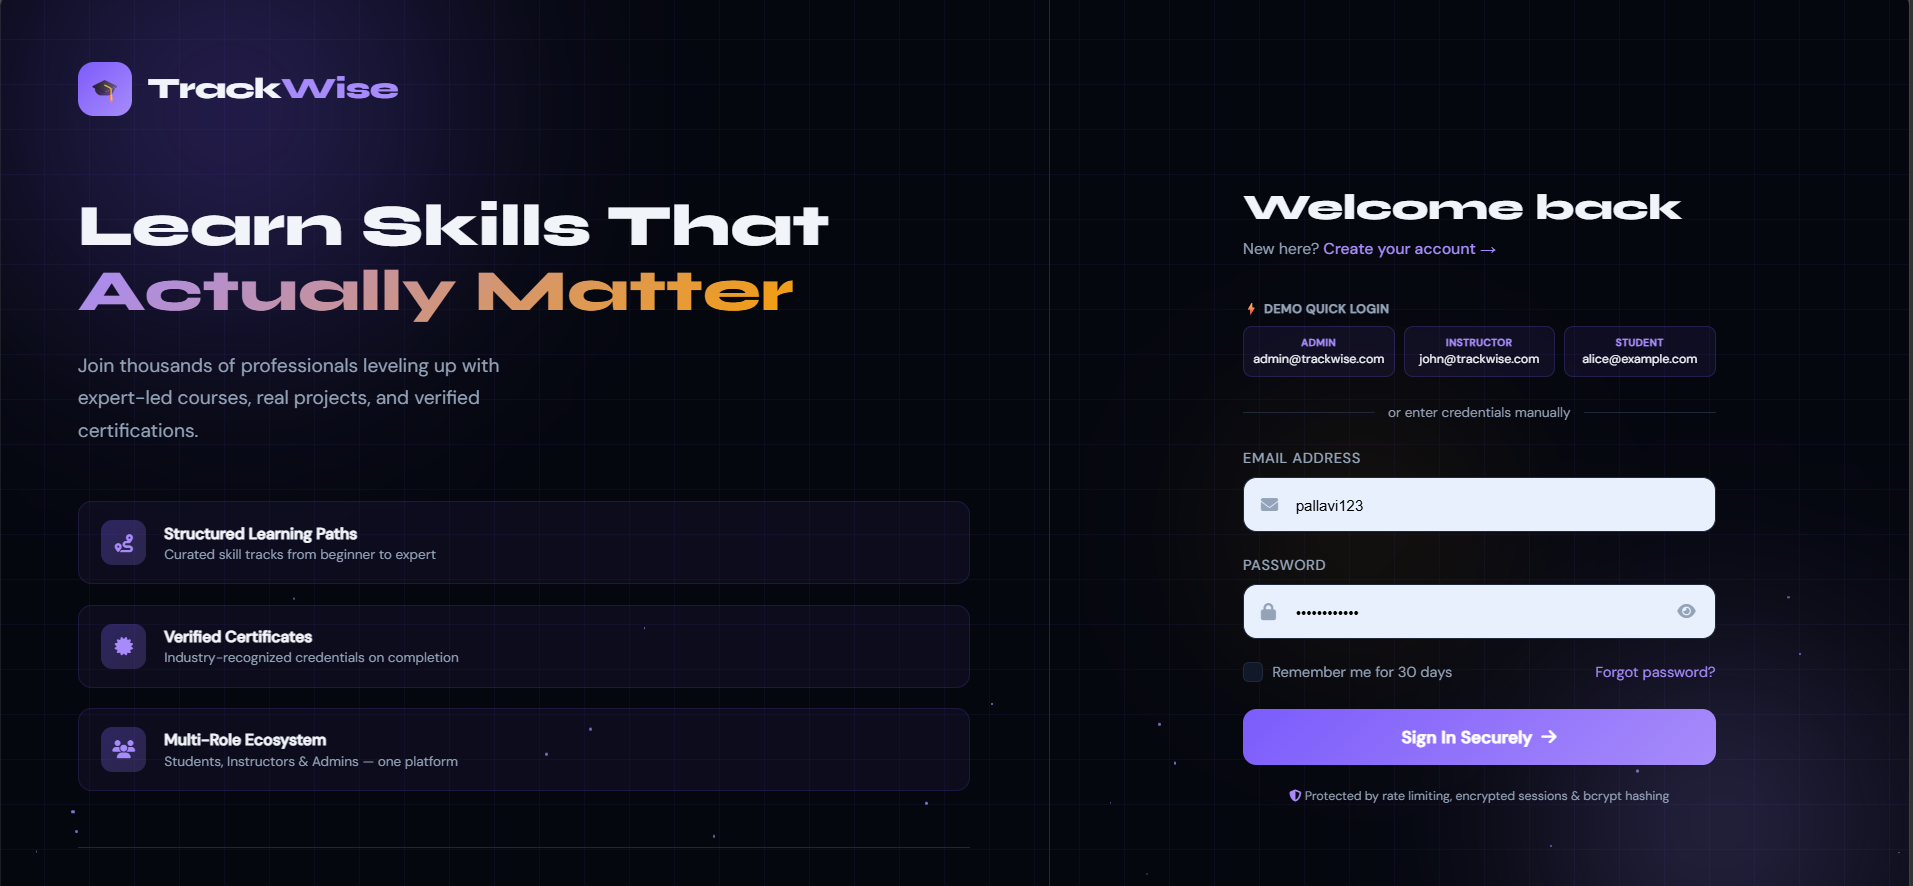 TrackWise
Learn Skills That
Actually Matter
Join thousands of professionals leveling up with
expert-led courses, real projects, and verified
certifications.
Structured Learning Paths
Curated skill tracks from beginner to expert
Verified Certificates
Industry-recognized credentials on completion
Multi-Role Ecosystem
Students, Instructors & Admins — one platform
Welcome back
New here? Create your account →
DEMO QUICK LOGIN
ADMIN
admin@trackwise.com
INSTRUCTOR
john@trackwise.com
STUDENT
alice@example.com
or enter credentials manually
EMAIL ADDRESS
pallavi123
PASSWORD
••••••••••••
Remember me for 30 days
Forgot password?
Sign In Securely →
Protected by rate limiting, encrypted sessions & bcrypt hashing